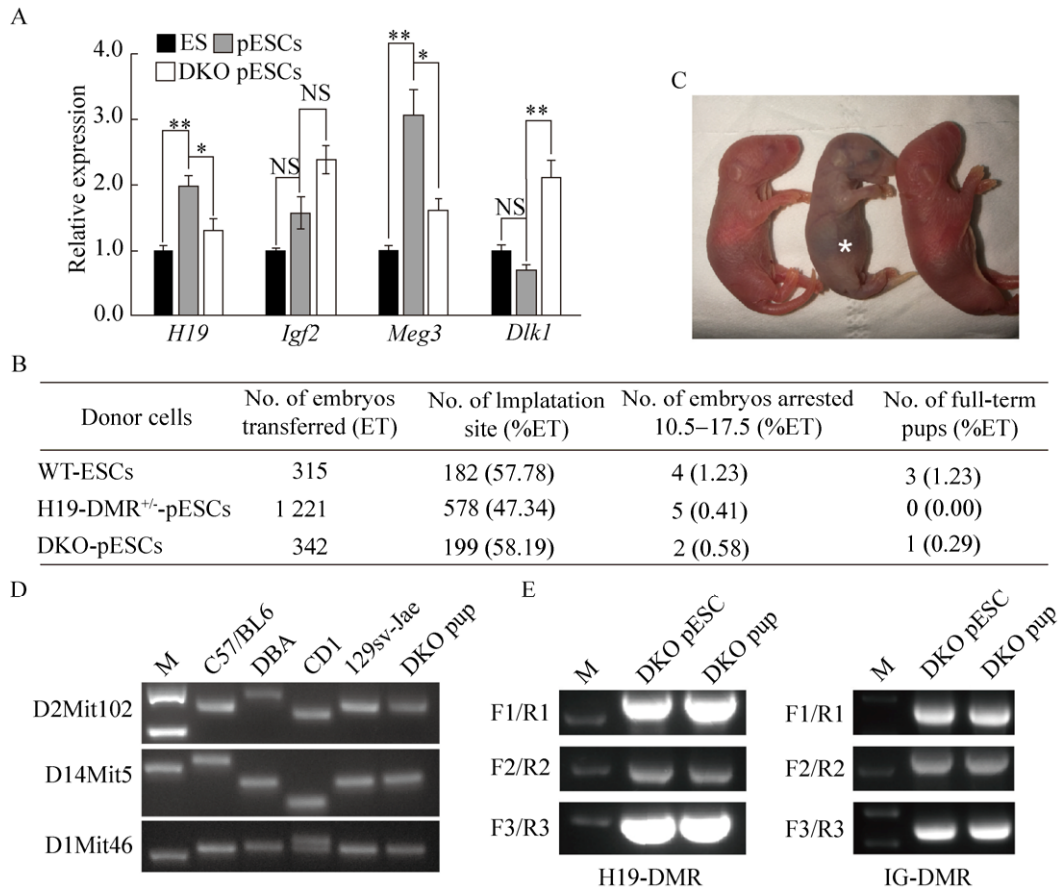 A
ES pESCs
DKO pESCs
Relative expression
4.0
3.0
2.0
1.0
0.0
** *
NS NS
** *
NS **
H19 Igf2 Meg3 Dlk1
C
*
B
Donor cells
No. of embryos
transferred (ET)
No. of Implatation
site (%ET)
No. of embryos arrested
10.5–17.5 (%ET)
No. of full-term
pups (%ET)
WT-ESCs 315 182 (57.78) 4 (1.23) 3 (1.23)
H19-DMR+/--pESCs 1 221 578 (47.34) 5 (0.41) 0 (0.00)
DKO-pESCs 342 199 (58.19) 2 (0.58) 1 (0.29)
D
M C57/BL6 DBA CD1 129sv-Jae DKO pup
D2Mit102
D14Mit5
D1Mit46
E
M DKO pESC DKO pup
F1/R1
F2/R2
F3/R3
H19-DMR
M DKO pESC DKO pup
F1/R1
F2/R2
F3/R3
IG-DMR